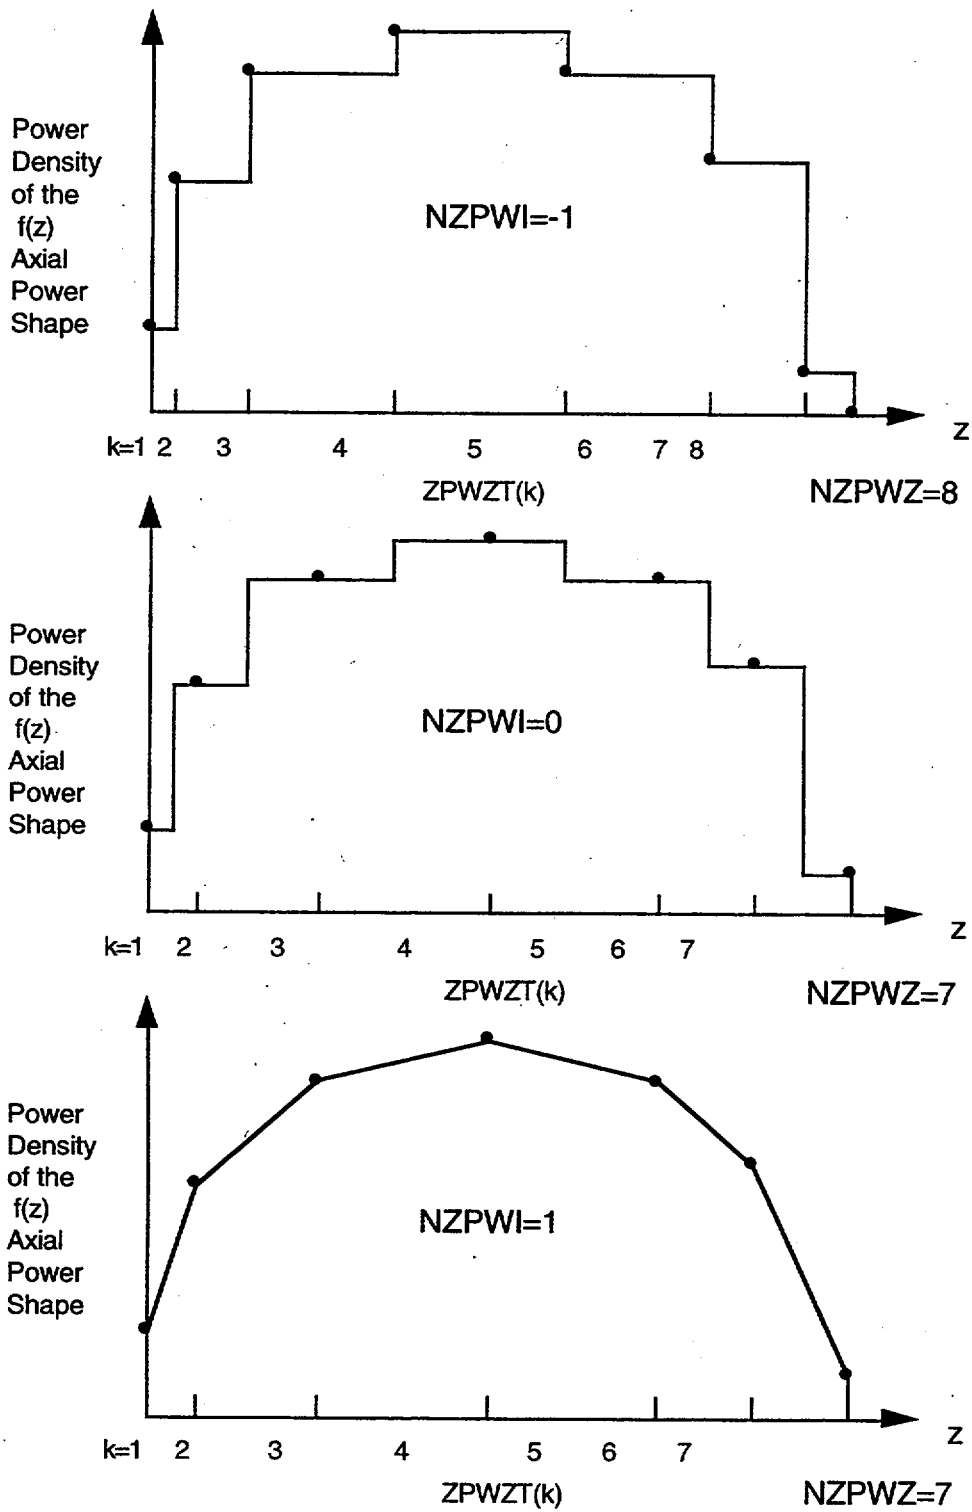 Power
Density
of the
f(z)
Axial
Power
Shape
NZPWI=-1
k=1 2 3 4 5 6 7 8
z
ZPWZT(k)
NZPWZ=8
Power
Density
of the
f(z)
Axial
Power
Shape
NZPWI=0
k=1 2 3 4 5 6 7
z
ZPWZT(k)
NZPWZ=7
Power
Density
of the
f(z)
Axial
Power
Shape
NZPWI=1
k=1 2 3 4 5 6 7
z
ZPWZT(k)
NZPWZ=7